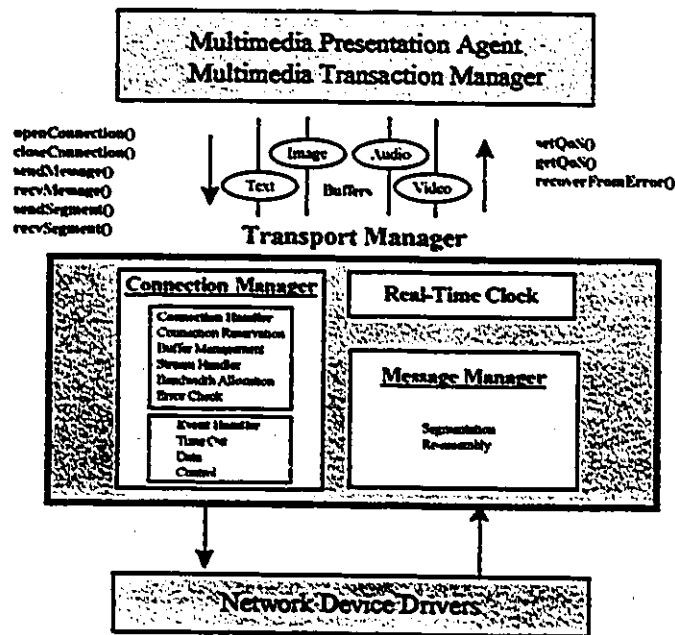 Multimedia Presentation Agent
Multimedia Transaction Manager
openConnection()
closeConnection()
sendMessage()
recvMessage()
sendSegment()
recvSegment()
Image
Audio
Text
Buffers
Video
setQoS()
getQoS()
recoverFromError()
Transport Manager
Connection Manager
Connection Handler
Connection Reservation
Buffer Management
Stream Handler
Bandwidth Allocation
Error Check
Event Handler
Time Out
Data
Control
Real-Time Clock
Message Manager
Segmentation
Re-assembly
Network Device Drivers